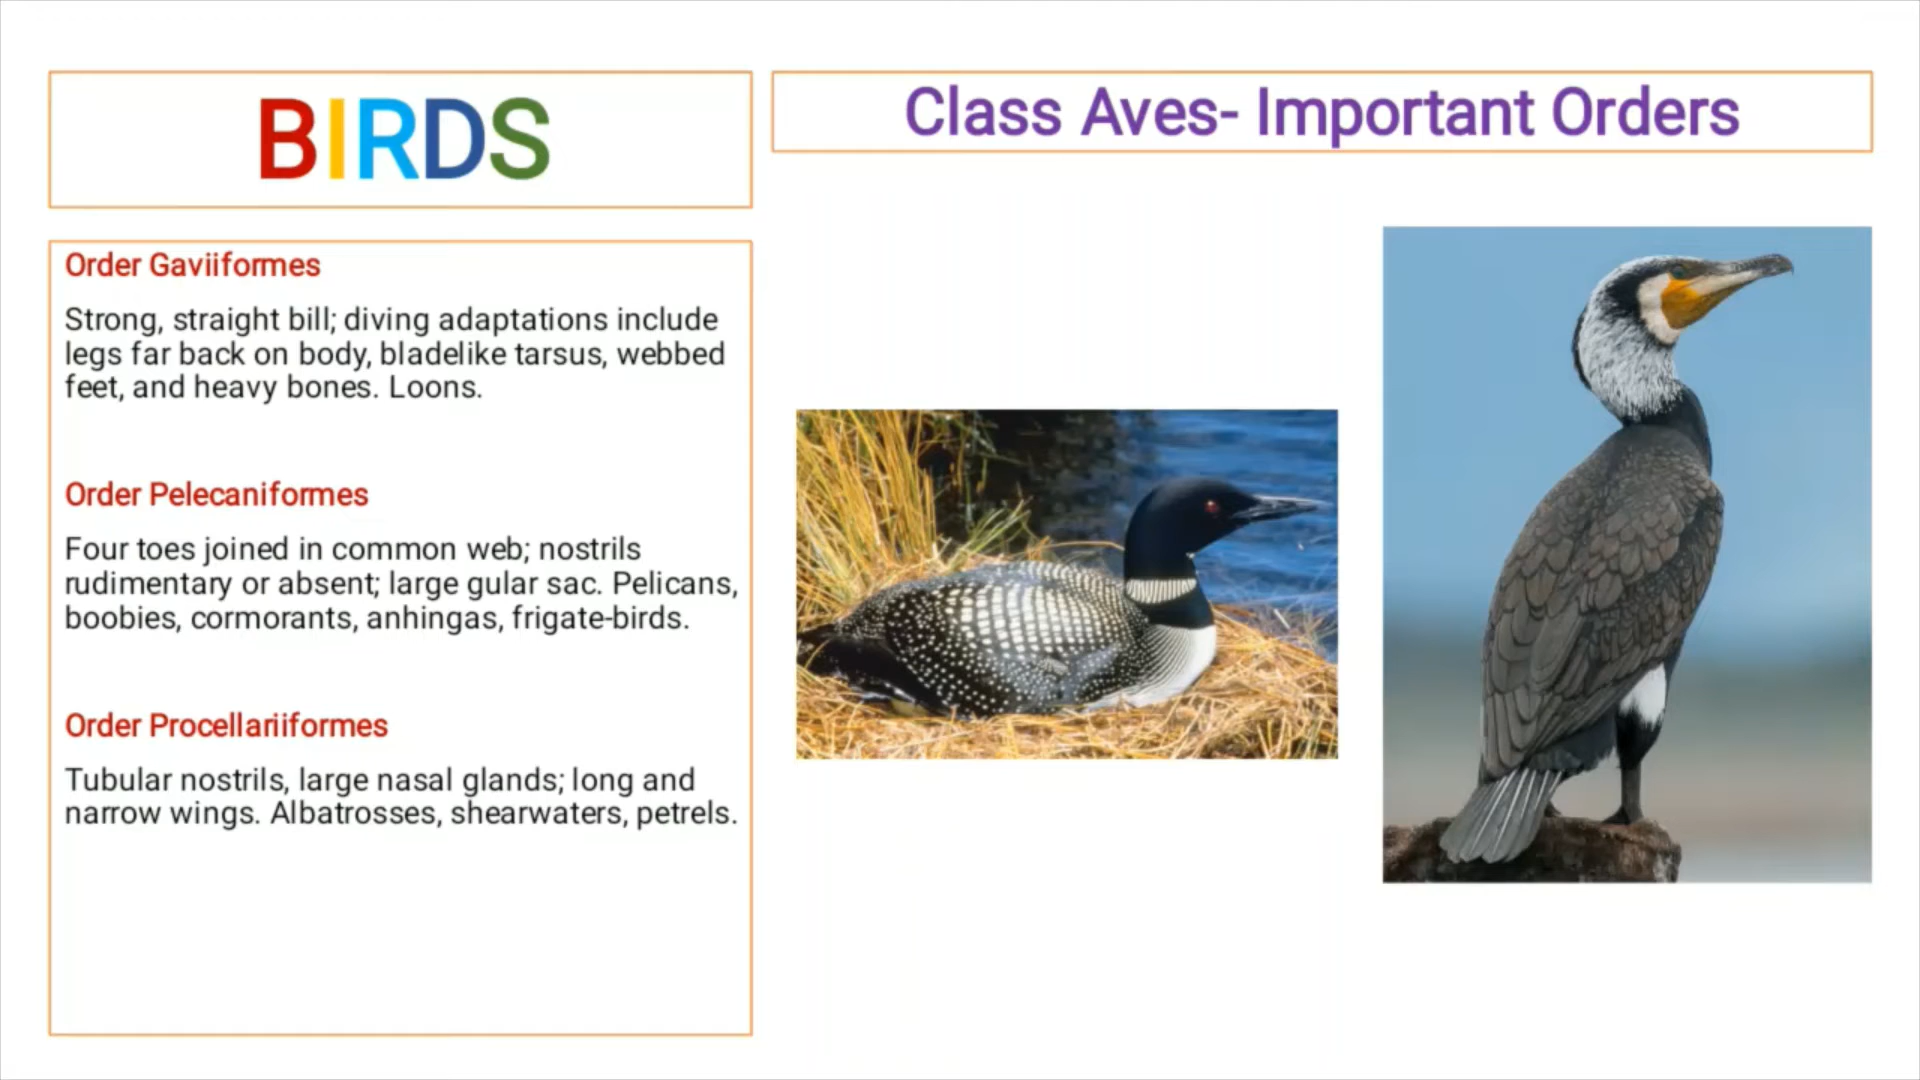 BIRDS
Class Aves- Important Orders
Order Gaviiformes
Strong, straight bill; diving adaptations include
legs far back on body, bladelike tarsus, webbed
feet, and heavy bones. Loons.
Order Pelecaniformes
Four toes joined in common web; nostrils
rudimentary or absent; large gular sac. Pelicans,
boobies, cormorants, anhingas, frigate-birds.
Order Procellariiformes
Tubular nostrils, large nasal glands; long and
narrow wings. Albatrosses, shearwaters, petrels.